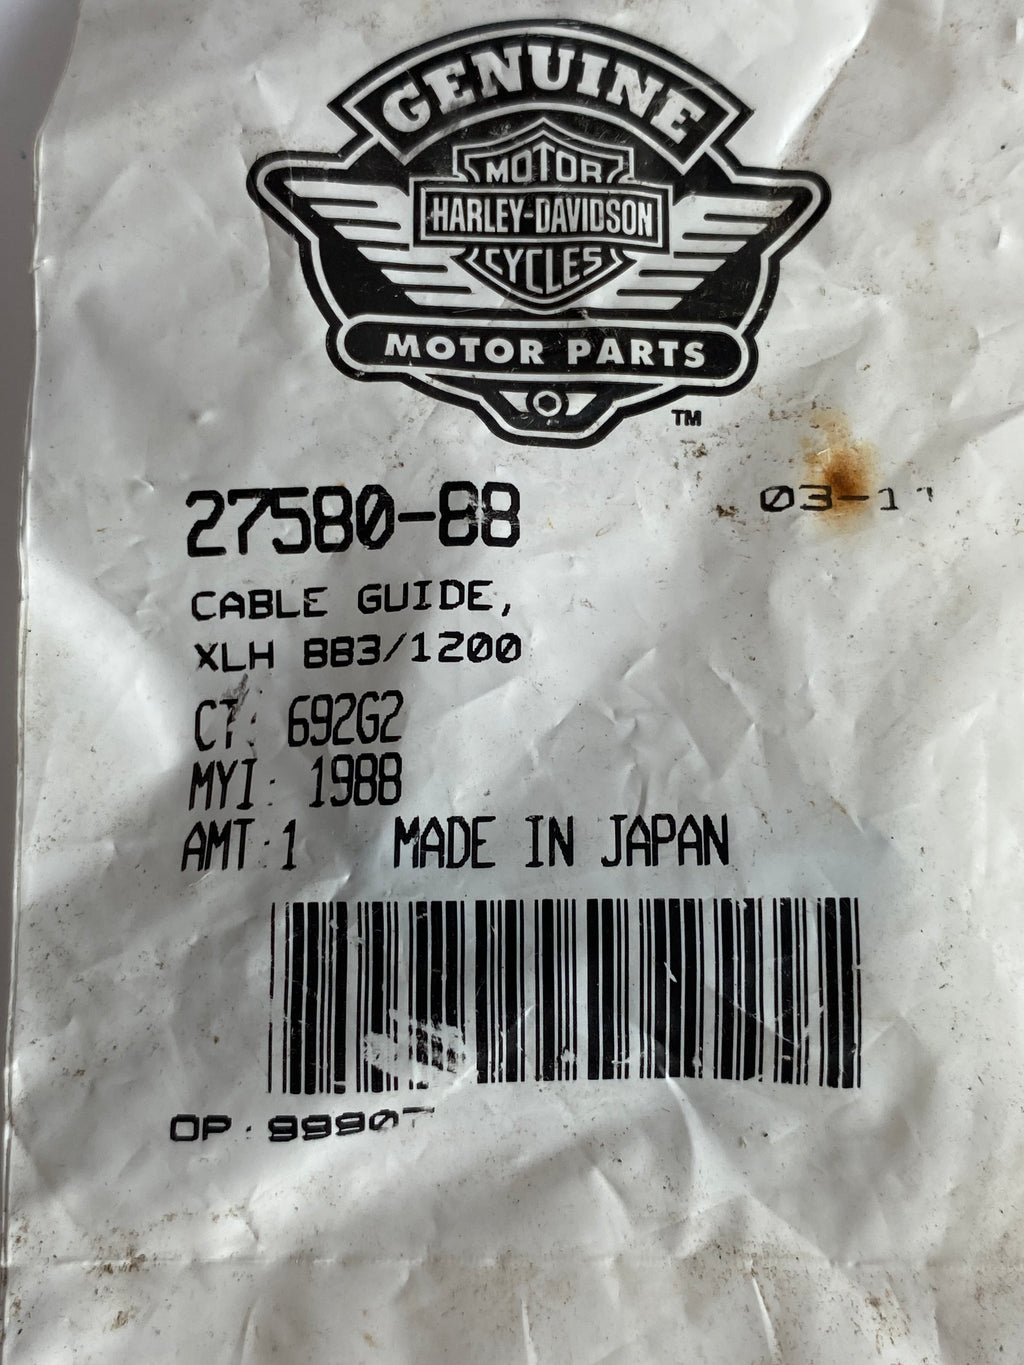 GENUINE
MOTOR
HARLEY-DAVIDSON
CYCLES
MOTOR PARTS
TM
27580-88
CABLE GUIDE,
XLH 883/1200
CT: 692G2
MYI: 1988
AMT:1 MADE IN JAPAN
OP: